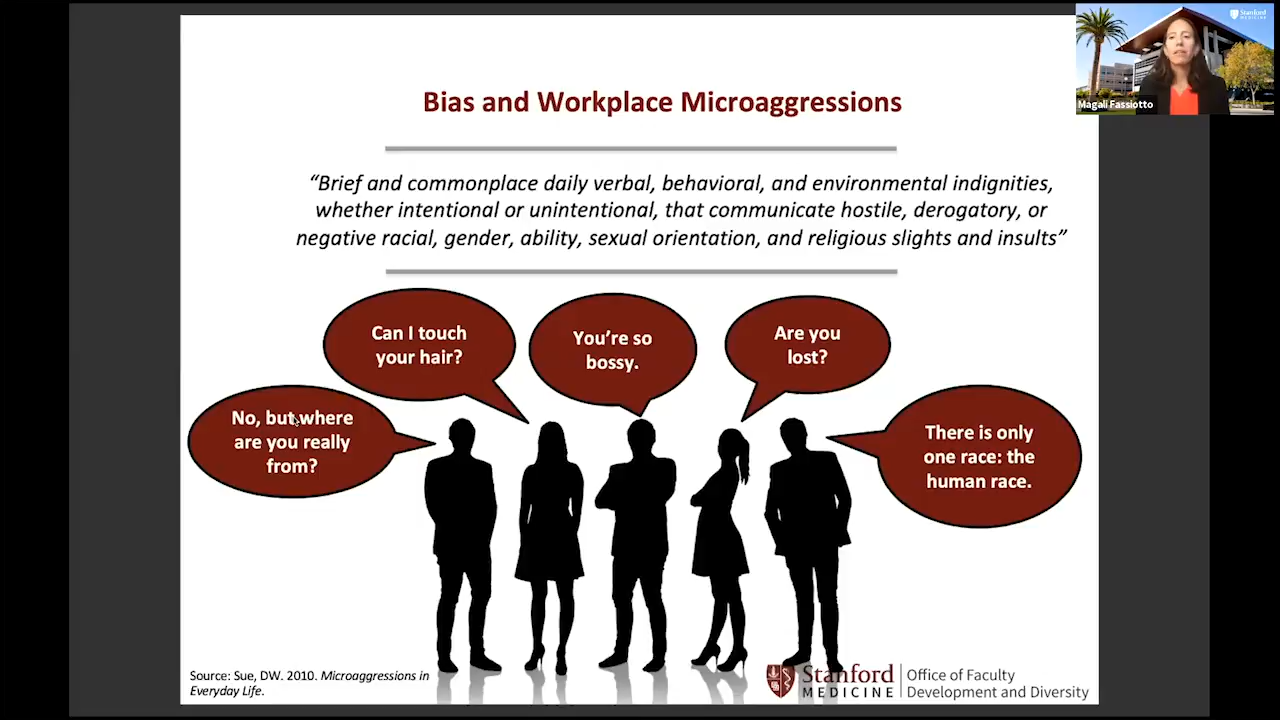 Stanford
MEDICINE
Magali Fassiotto
Bias and Workplace Microaggressions
“Brief and commonplace daily verbal, behavioral, and environmental indignities,
whether intentional or unintentional, that communicate hostile, derogatory, or
negative racial, gender, ability, sexual orientation, and religious slights and insults”
No, but where
are you really
from?
Can I touch
your hair?
You’re so
bossy.
Are you
lost?
There is only
one race: the
human race.
Source: Sue, DW. 2010. Microaggressions in
Everyday Life.
Stanford
MEDICINE
Office of Faculty
Development and Diversity